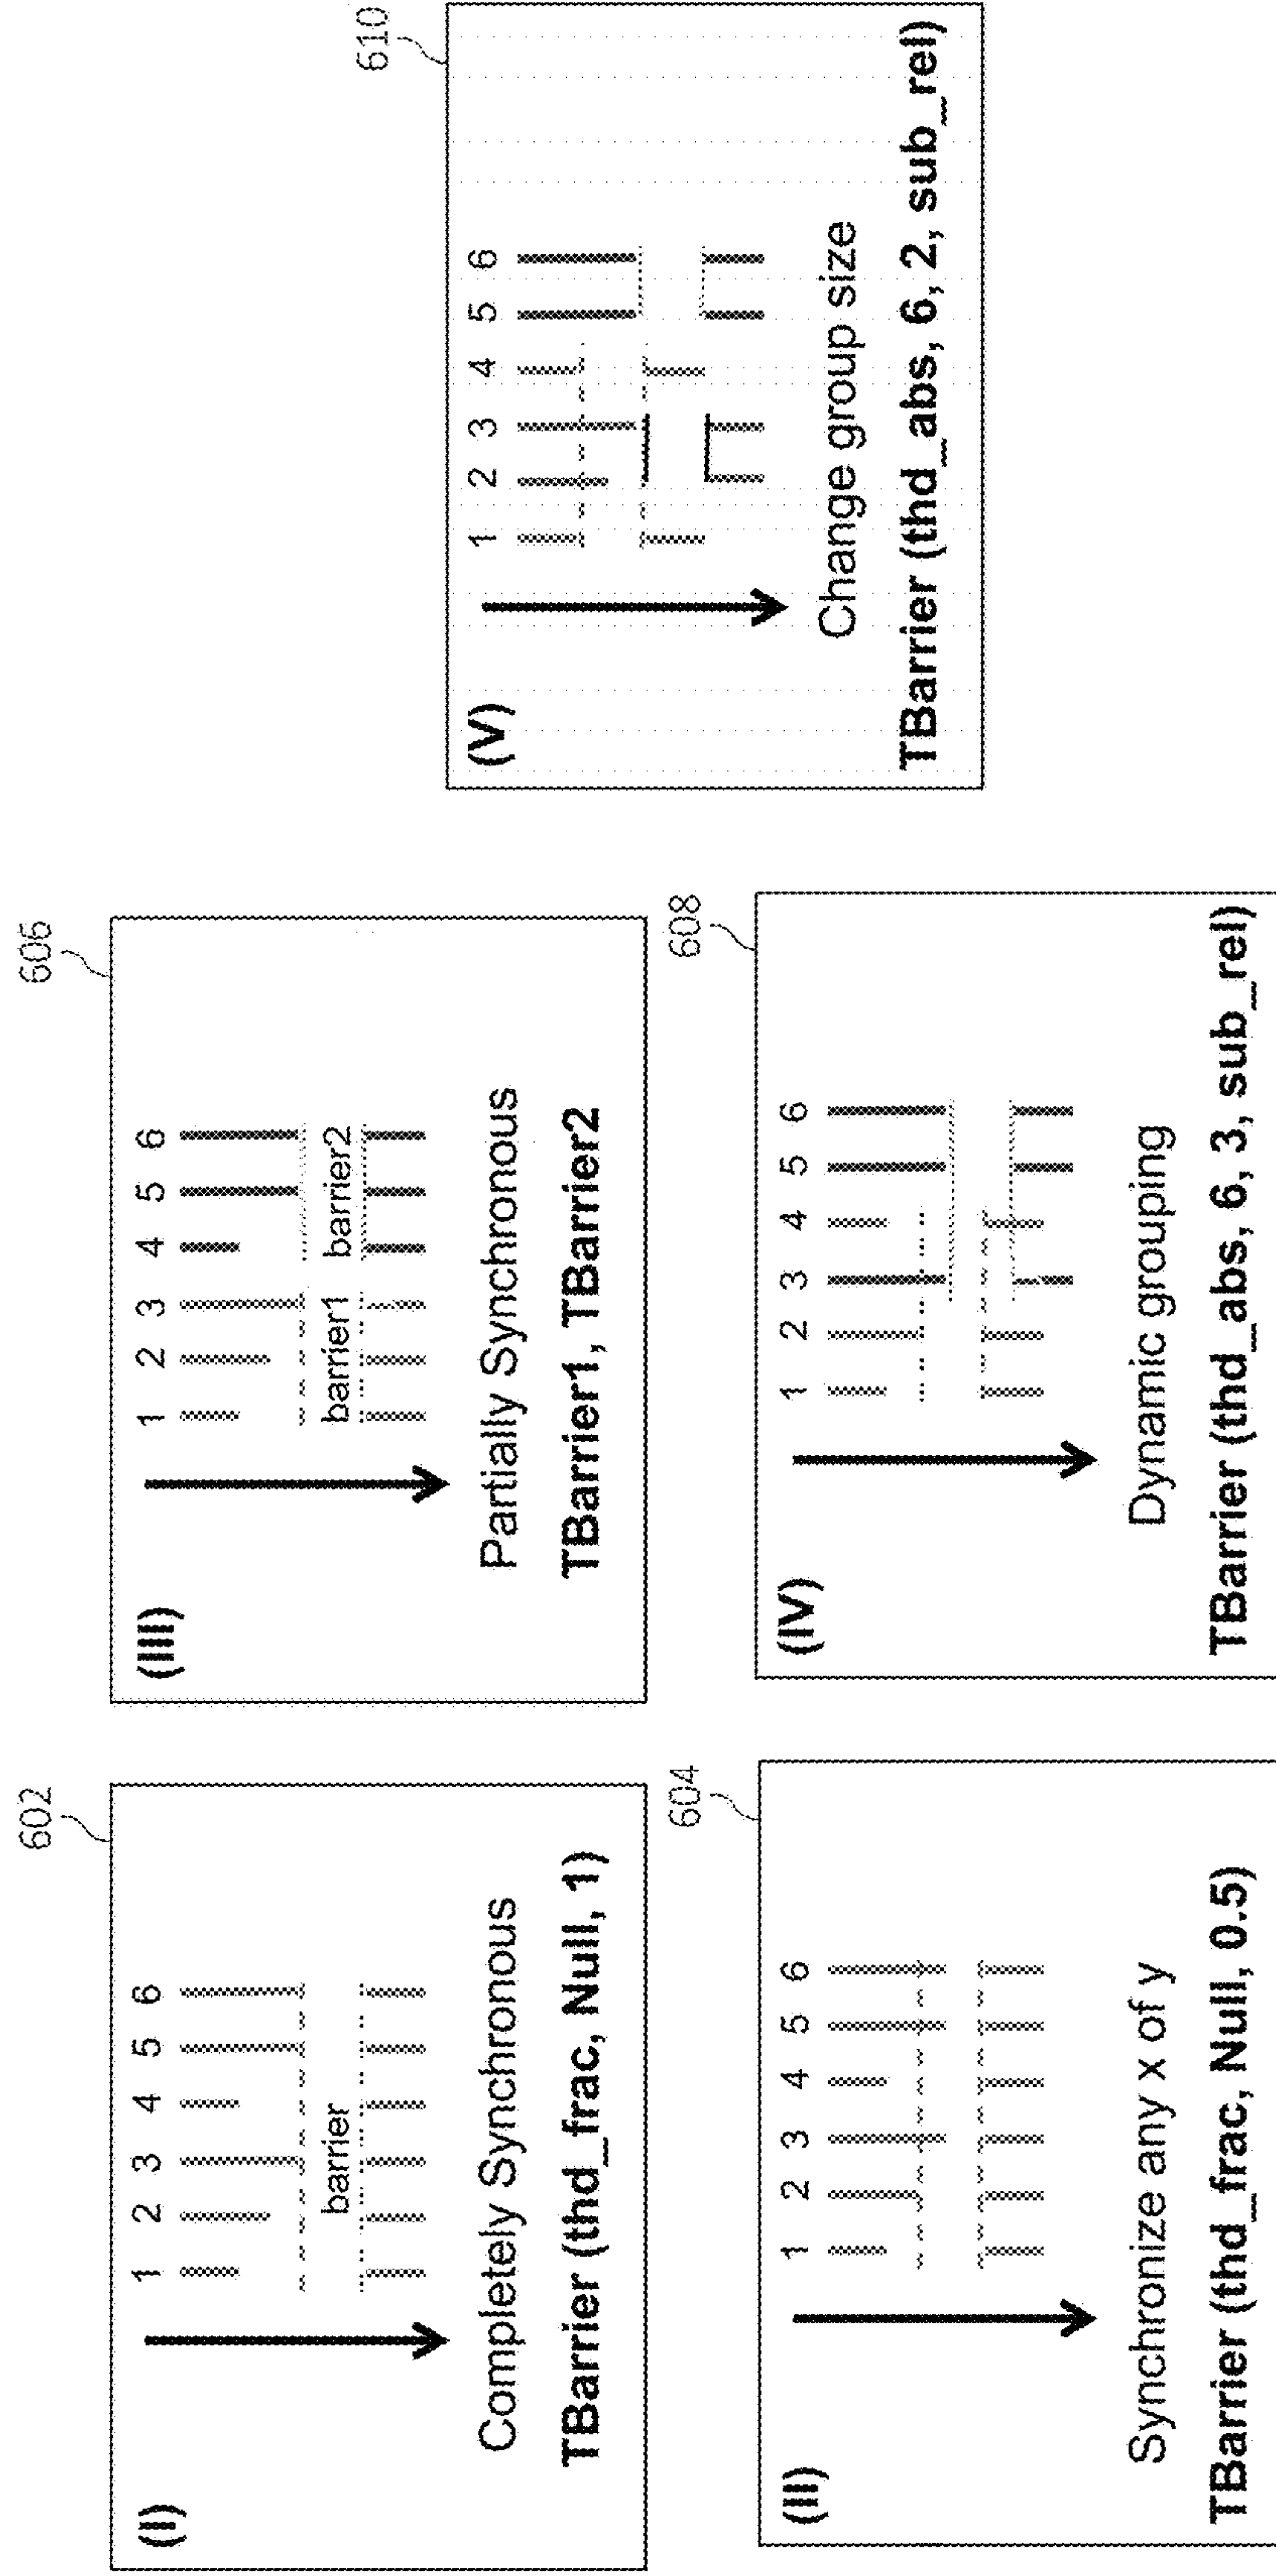 602
(I)
1 2 3 4 5 6
barrier
Completely Synchronous
TBarrier (thd_frac, Null, 1)
606
(III)
1 2 3 4 5 6
barrier1 barrier2
Partially Synchronous
TBarrier1, TBarrier2
604
(II)
1 2 3 4 5 6
Synchronize any x of y
TBarrier (thd_frac, Null, 0.5)
608
(IV)
1 2 3 4 5 6
Dynamic grouping
TBarrier (thd_abs, 6, 3, sub_rel)
610
(V)
1 2 3 4 5 6
Change group size
TBarrier (thd_abs, 6, 2, sub_rel)